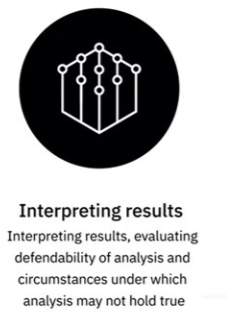 Interpreting results
Interpreting results, evaluating
defendability of analysis and
circumstances under which
analysis may not hold true